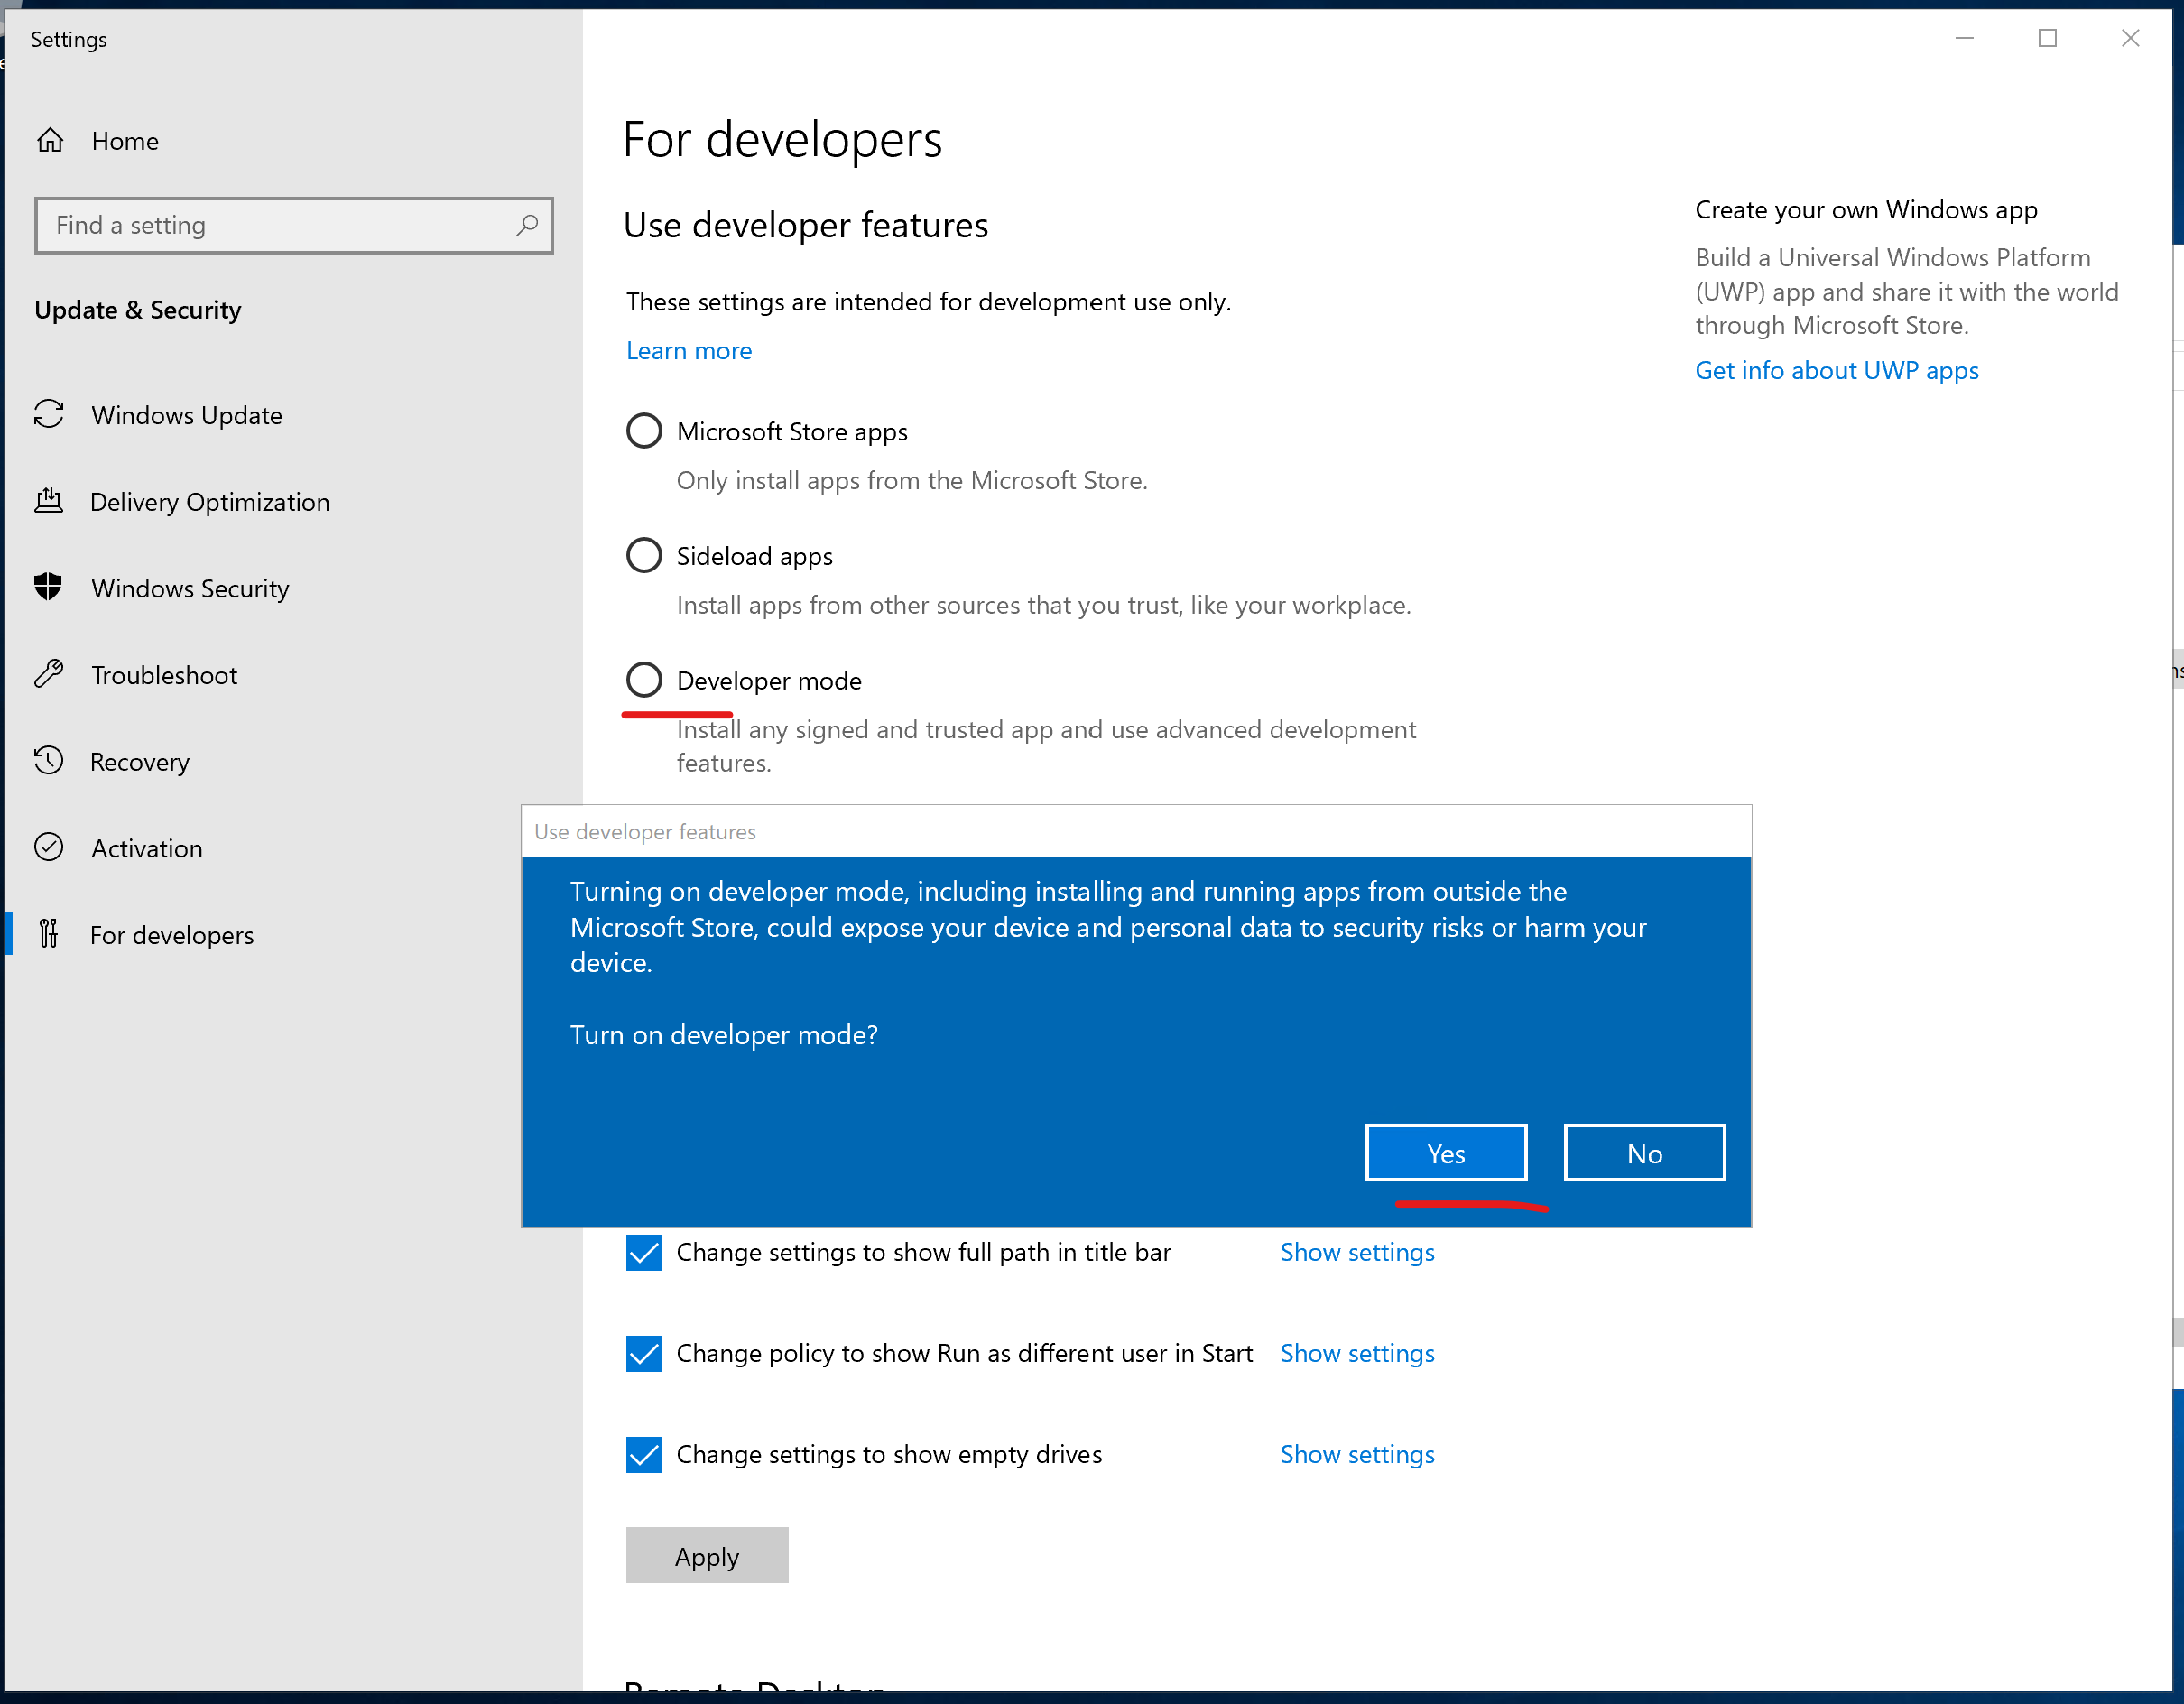 Settings
Home
Find a setting
Update & Security
Windows Update
Delivery Optimization
Windows Security
Troubleshoot
Recovery
Activation
For developers
For developers
Use developer features
These settings are intended for development use only.
Learn more
Microsoft Store apps
Only install apps from the Microsoft Store.
Sideload apps
Install apps from other sources that you trust, like your workplace.
Developer mode
Install any signed and trusted app and use advanced development
features.
Use developer features
Turning on developer mode, including installing and running apps from outside the
Microsoft Store, could expose your device and personal data to security risks or harm your
device.
Turn on developer mode?
Yes
No
Change settings to show full path in title bar
Show settings
Change policy to show Run as different user in Start
Show settings
Change settings to show empty drives
Show settings
Apply
Remote Desktop
Create your own Windows app
Build a Universal Windows Platform
(UWP) app and share it with the world
through Microsoft Store.
Get info about UWP apps